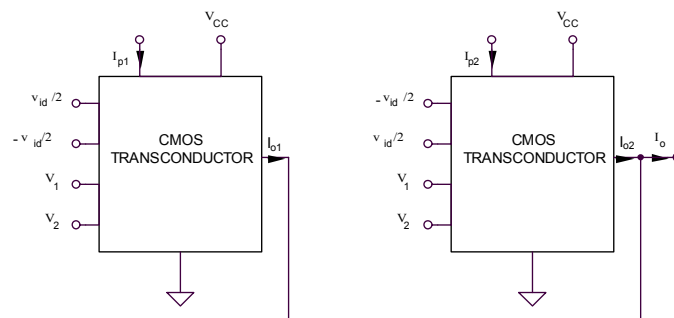 V_CC
I_p1
v_id/2
CMOS
TRANSCONDUCTOR
- v_id/2
I_o1
V_1
V_2
V_CC
I_p2
- v_id/2
CMOS
TRANSCONDUCTOR
v_id/2
I_o2
I_o
V_1
V_2